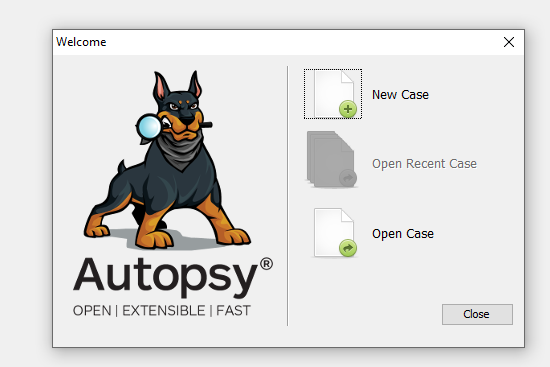 Welcome
New Case
Open Recent Case
Open Case
Autopsy®
OPEN | EXTENSIBLE | FAST
Close